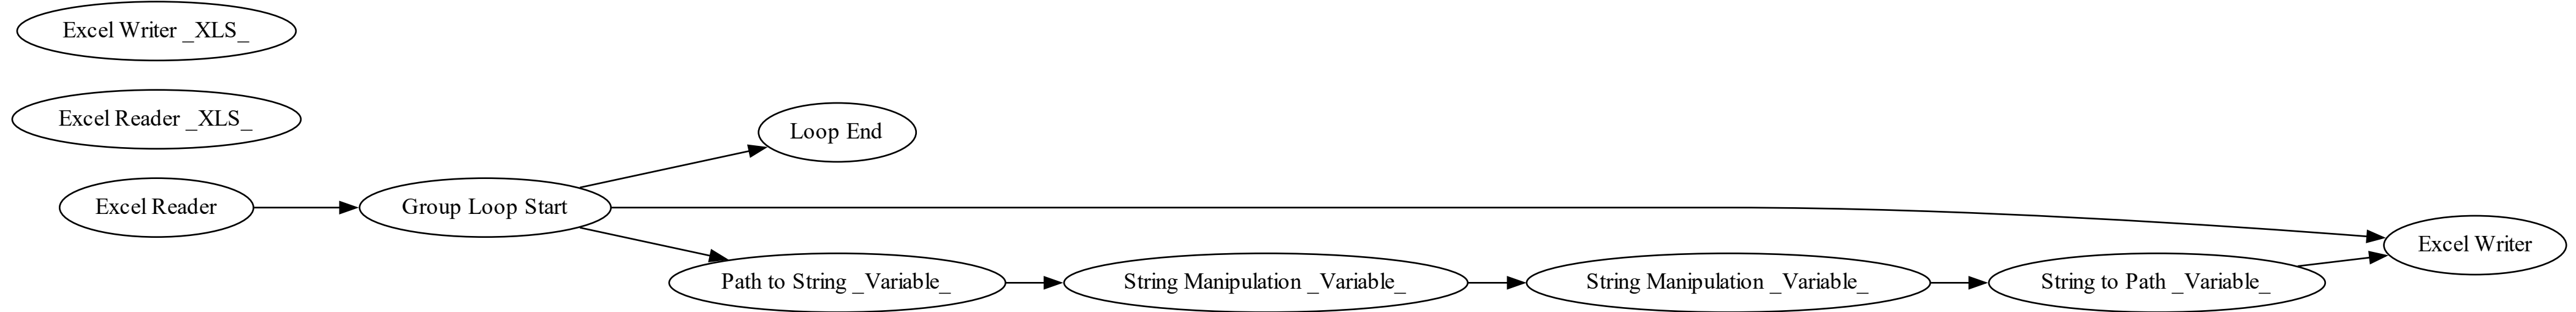 Excel Writer _XLS_
Excel Reader _XLS_
Loop End
Excel Reader
Group Loop Start
Excel Writer
Path to String _Variable_
String Manipulation _Variable_
String Manipulation _Variable_
String to Path _Variable_